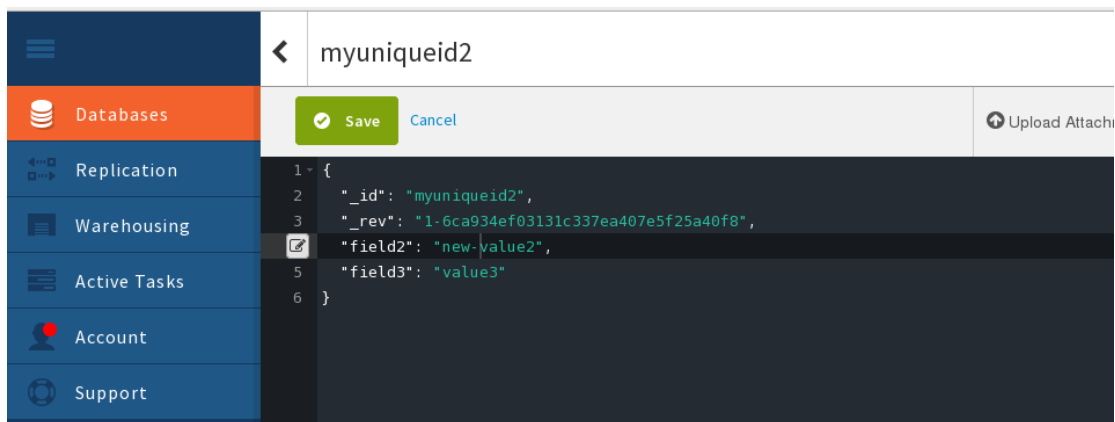 myuniqueid2
Databases
Replication
Warehousing
Active Tasks
Account
Support
Save Cancel Upload Attach
1 {
2 "_id": "myuniqueid2",
3 "_rev": "1-6ca934ef03131c337ea407e5f25a40f8",
"field2": "new-value2",
5 "field3": "value3"
6 }